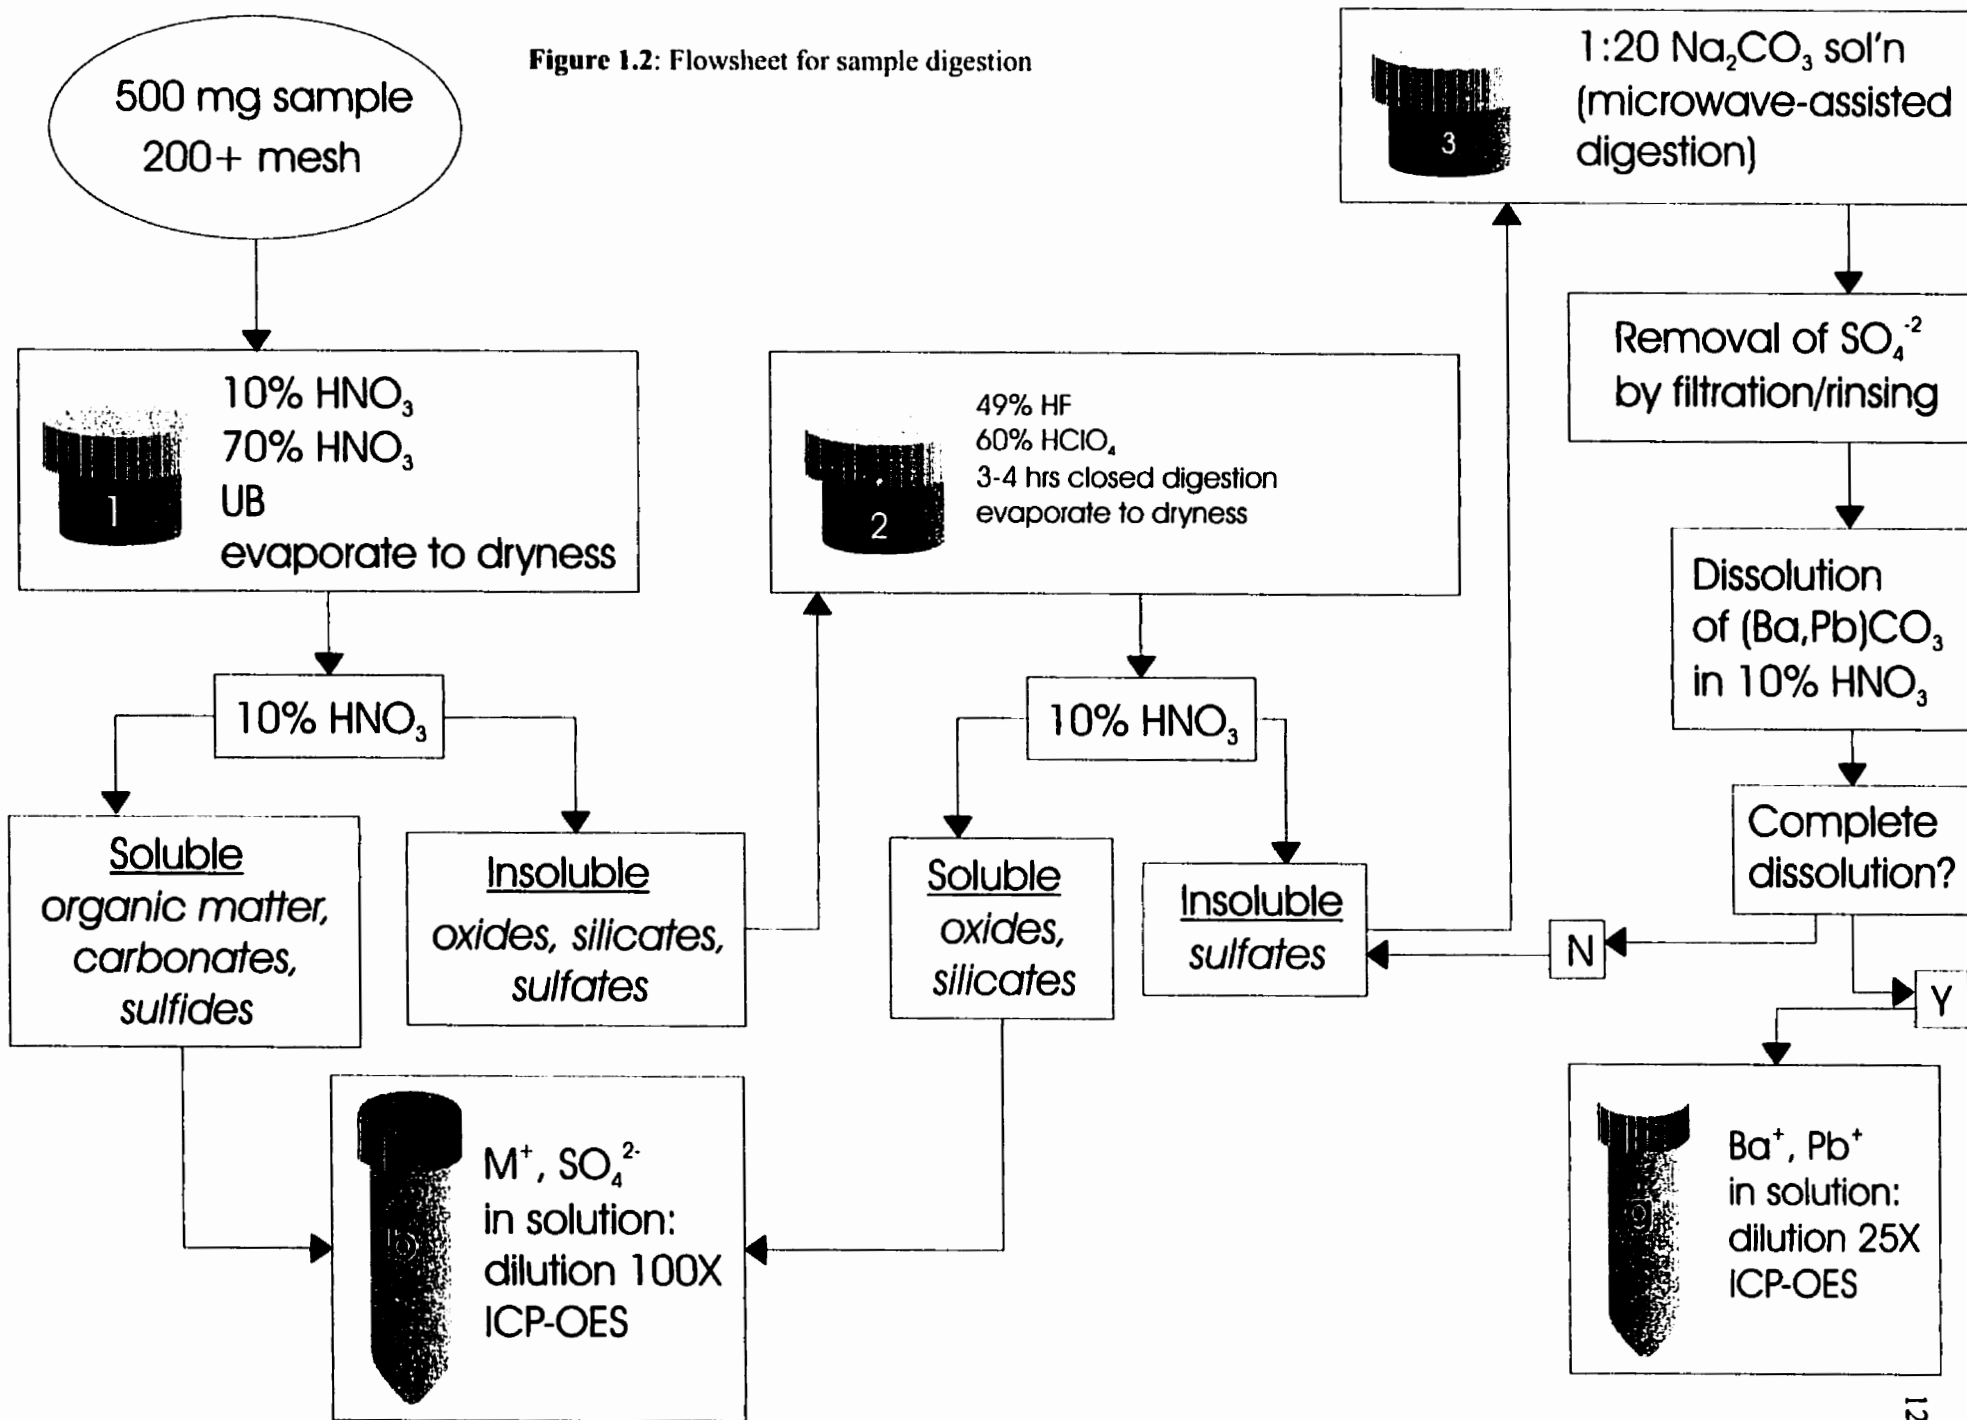 Figure 1.2: Flowsheet for sample digestion
500 mg sample
200+ mesh
1
10% HNO₃
70% HNO₃
UB
evaporate to dryness
10% HNO₃
Soluble
organic matter,
carbonates,
sulfides
Insoluble
oxides, silicates,
sulfates
2
49% HF
60% HClO₄
3-4 hrs closed digestion
evaporate to dryness
10% HNO₃
Soluble
oxides,
silicates
Insoluble
sulfates
3
1:20 Na₂CO₃ sol'n
(microwave-assisted
digestion)
Removal of SO₄⁻²
by filtration/rinsing
Dissolution
of (Ba,Pb)CO₃
in 10% HNO₃
Complete
dissolution?
N
Y
b
M⁺, SO₄²⁻
in solution:
dilution 100X
ICP-OES
Ba⁺, Pb⁺
in solution:
dilution 25X
ICP-OES
12